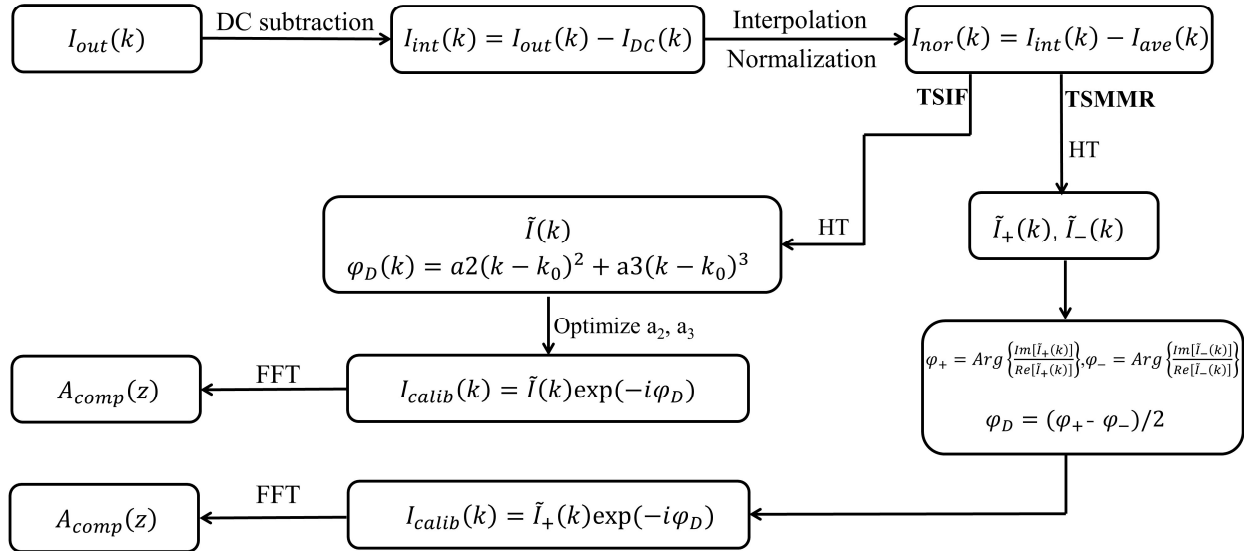 I_out(k)
DC subtraction
I_int(k) = I_out(k) − I_DC(k)
Interpolation
Normalization
I_nor(k) = I_int(k) − I_ave(k)
TSIF
TSMMR
HT
HT
Ĩ(k)
φ_D(k) = a2(k − k_0)^2 + a3(k − k_0)^3
Ĩ_+(k), Ĩ_−(k)
Optimize a_2, a_3
φ_+ = Arg{Im[Ĩ_+(k)]/Re[Ĩ_+(k)]},φ_− = Arg{Im[Ĩ_−(k)]/Re[Ĩ_−(k)]}
φ_D = (φ_+- φ_−)/2
I_calib(k) = Ĩ(k)exp(−iφ_D)
FFT
A_comp(z)
I_calib(k) = Ĩ_+(k)exp(−iφ_D)
FFT
A_comp(z)